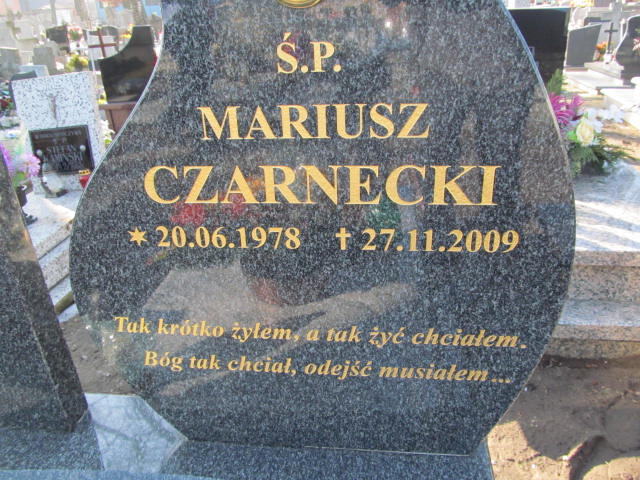 Ś.P.
MARIUSZ
CZARNECKI
✶ 20.06.1978 ✝ 27.11.2009
Tak krótko żyłem, a tak żyć chciałem.
Bóg tak chciał, odejść musiałem...